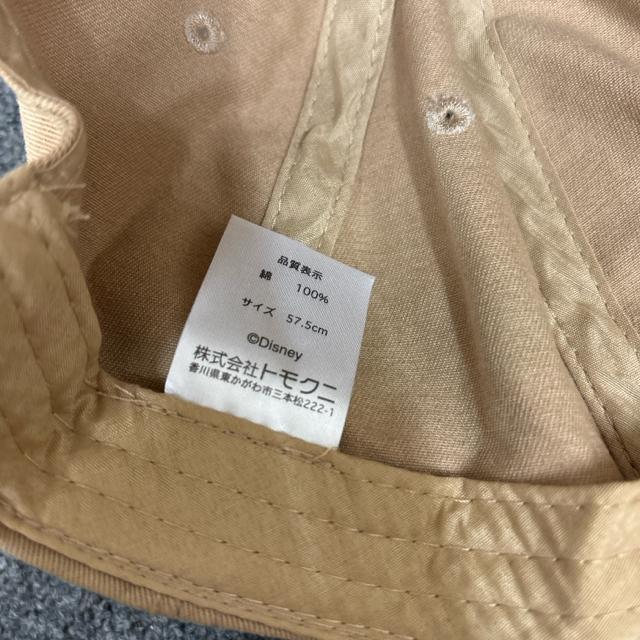 品質表示
綿 100%
サイズ 57.5cm
©Disney
株式会社トモクニ
香川県東かがわ市三本松222-1